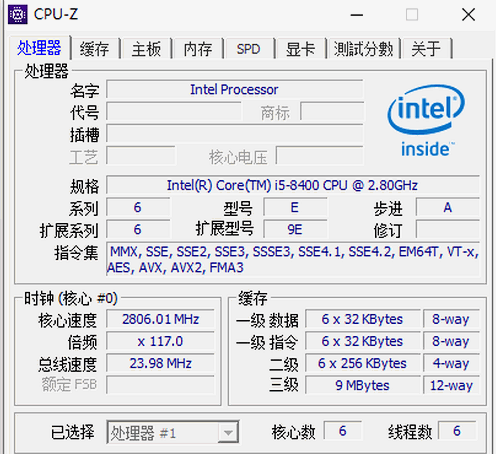 CPU-Z
处理器 缓存 主板 内存 SPD 显卡 测試分數 关于
处理器
名字 Intel Processor
代号 商标
插槽
工艺 核心电压
规格 Intel(R) Core(TM) i5-8400 CPU @ 2.80GHz
系列 6 型号 E 步进 A
扩展系列 6 扩展型号 9E 修订
指令集 MMX, SSE, SSE2, SSE3, SSSE3, SSE4.1, SSE4.2, EM64T, VT-x,
AES, AVX, AVX2, FMA3
intel
inside™
时钟 (核心 #0)
核心速度 2806.01 MHz
倍频 x 117.0
总线速度 23.98 MHz
额定 FSB
缓存
一级 数据 6 x 32 KBytes 8-way
一级 指令 6 x 32 KBytes 8-way
二级 6 x 256 KBytes 4-way
三级 9 MBytes 12-way
已选择 处理器 #1 核心数 6 线程数 6